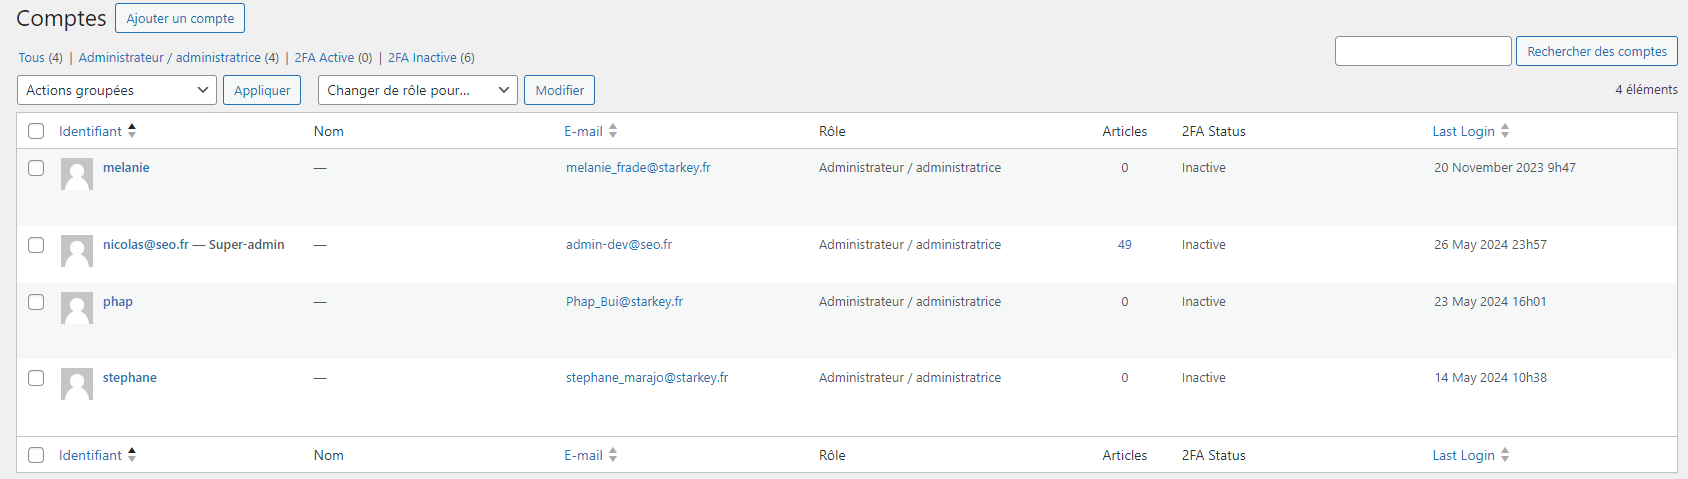 Comptes Ajouter un compte
Tous (4) | Administrateur / administratrice (4) | 2FA Active (0) | 2FA Inactive (6)
Rechercher des comptes
Actions groupées Appliquer Changer de rôle pour... Modifier
4 éléments
Identifiant Nom E-mail Rôle Articles 2FA Status Last Login
melanie — melanie_frade@starkey.fr Administrateur / administratrice 0 Inactive 20 November 2023 9h47
nicolas@seo.fr — Super-admin — admin-dev@seo.fr Administrateur / administratrice 49 Inactive 26 May 2024 23h57
phap — Phap_Bui@starkey.fr Administrateur / administratrice 0 Inactive 23 May 2024 16h01
stephane — stephane_marajo@starkey.fr Administrateur / administratrice 0 Inactive 14 May 2024 10h38
Identifiant Nom E-mail Rôle Articles 2FA Status Last Login